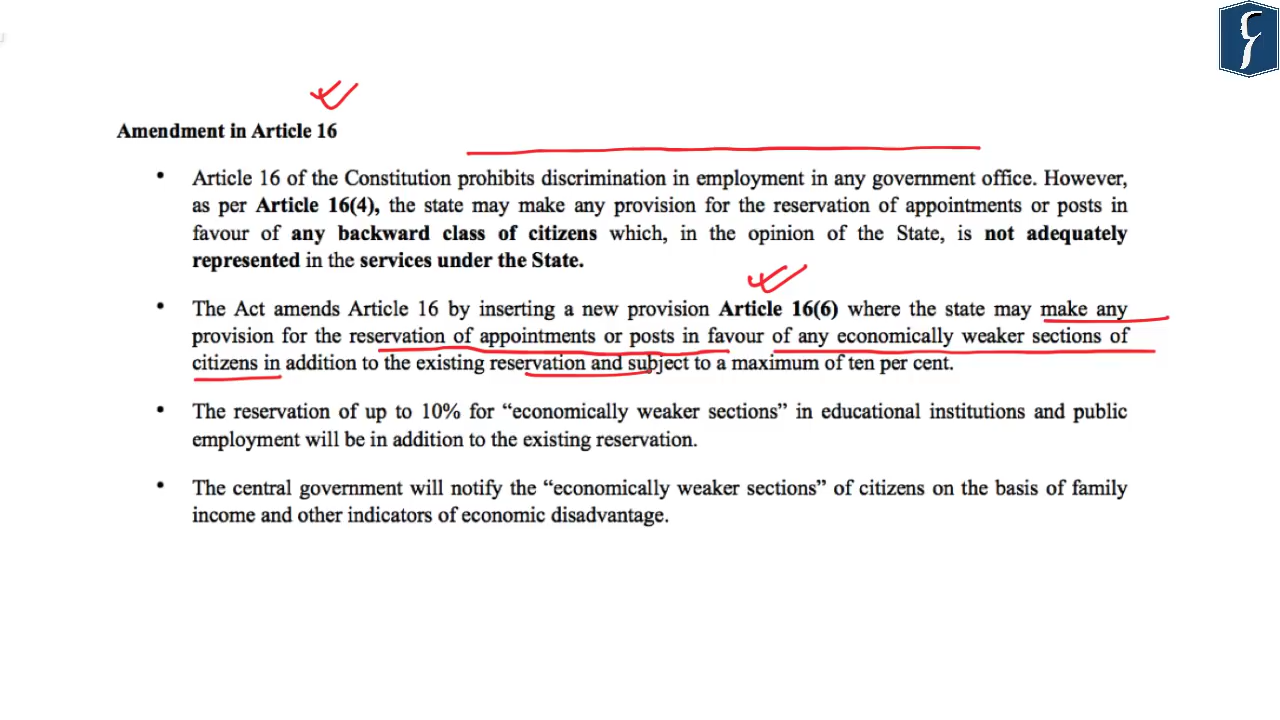 Amendment in Article 16
• Article 16 of the Constitution prohibits discrimination in employment in any government office. However,
as per Article 16(4), the state may make any provision for the reservation of appointments or posts in
favour of any backward class of citizens which, in the opinion of the State, is not adequately
represented in the services under the State.
• The Act amends Article 16 by inserting a new provision Article 16(6) where the state may make any
provision for the reservation of appointments or posts in favour of any economically weaker sections of
citizens in addition to the existing reservation and subject to a maximum of ten per cent.
• The reservation of up to 10% for “economically weaker sections” in educational institutions and public
employment will be in addition to the existing reservation.
• The central government will notify the “economically weaker sections” of citizens on the basis of family
income and other indicators of economic disadvantage.